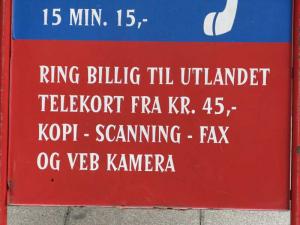 15 MIN. 15,-
RING BILLIG TIL UTLANDET
TELEKORT FRA KR. 45,-
KOPI - SCANNING - FAX
OG VEB KAMERA